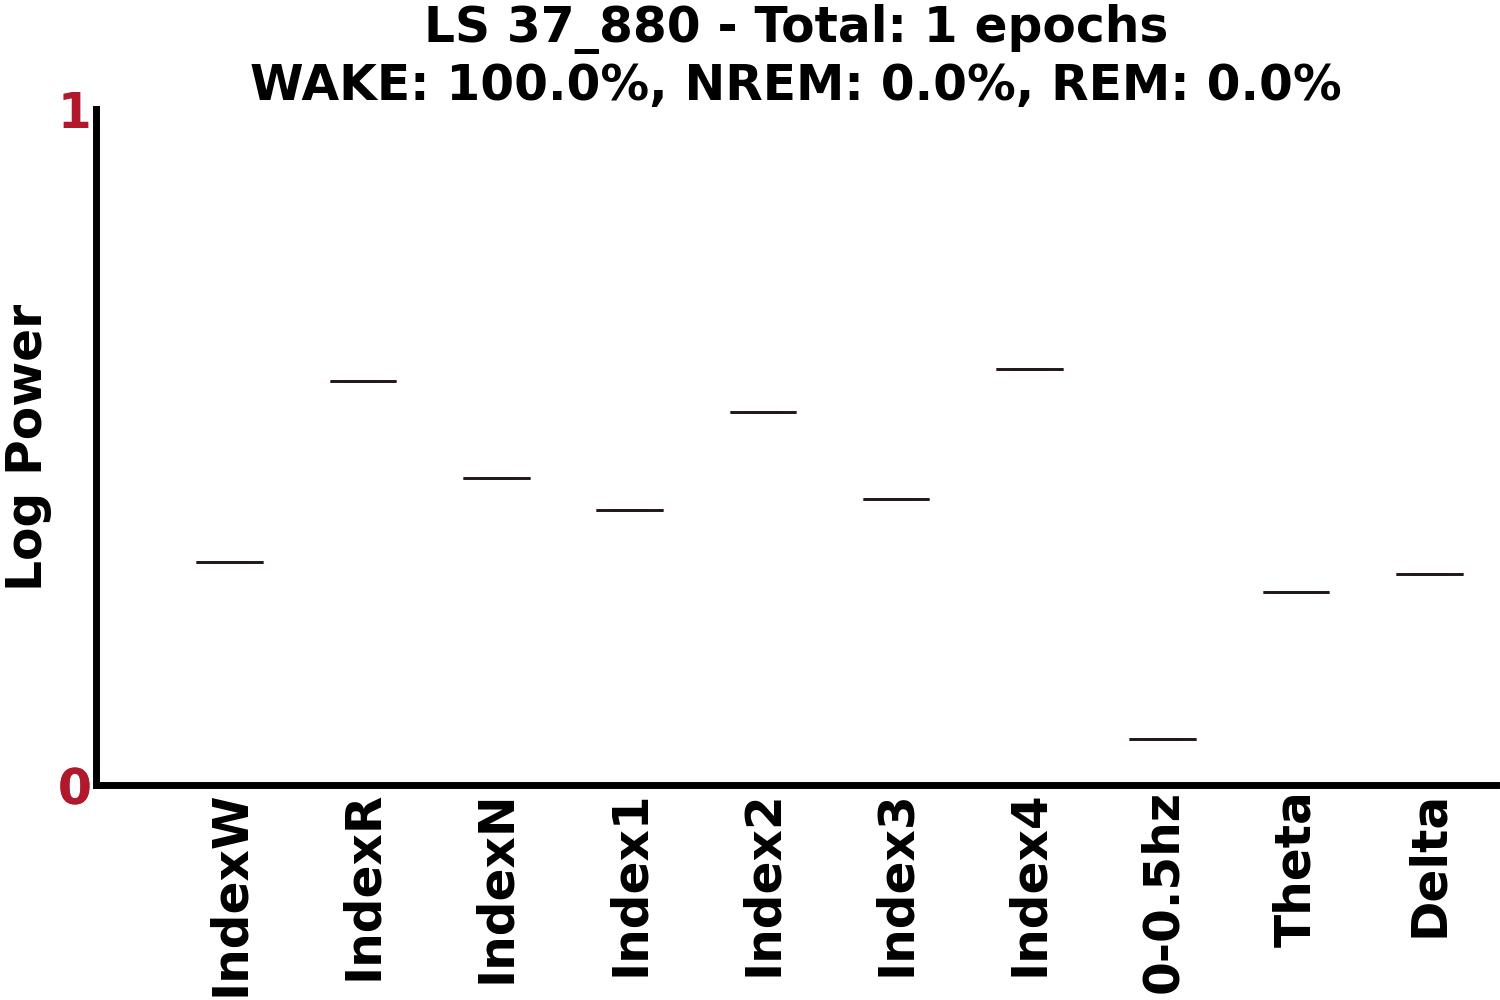 LS 37_880 - Total: 1 epochs
WAKE: 100.0%, NREM: 0.0%, REM: 0.0%
1
Log Power
0
IndexW
IndexR
IndexN
Index1
Index2
Index3
Index4
0-0.5hz
Theta
Delta